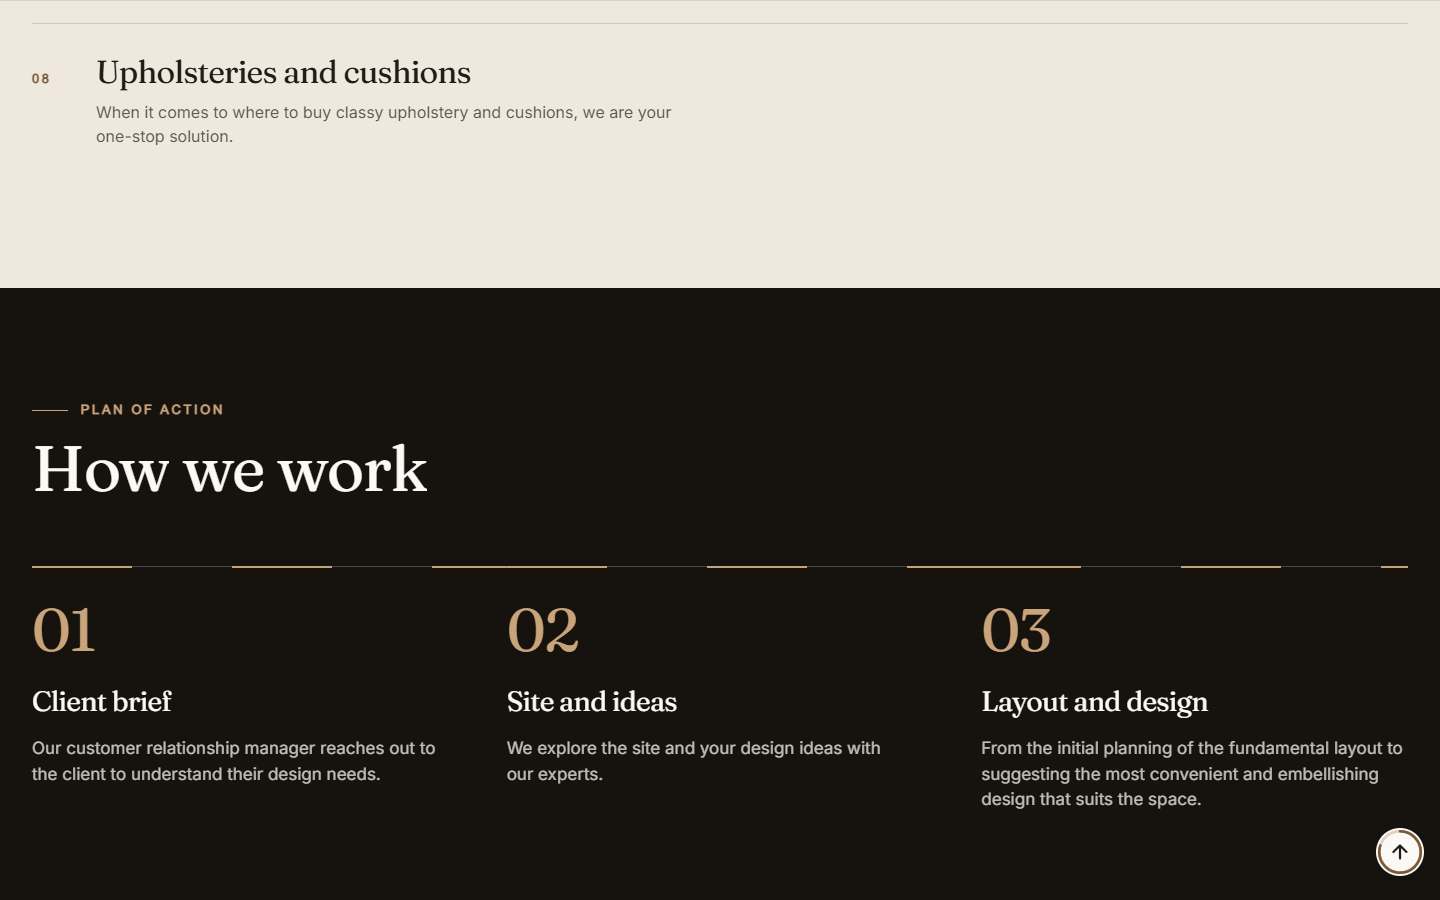 08
Upholsteries and cushions
When it comes to where to buy classy upholstery and cushions, we are your
one-stop solution.
PLAN OF ACTION
How we work
01
Client brief
Our customer relationship manager reaches out to
the client to understand their design needs.
02
Site and ideas
We explore the site and your design ideas with
our experts.
03
Layout and design
From the initial planning of the fundamental layout to
suggesting the most convenient and embellishing
design that suits the space.